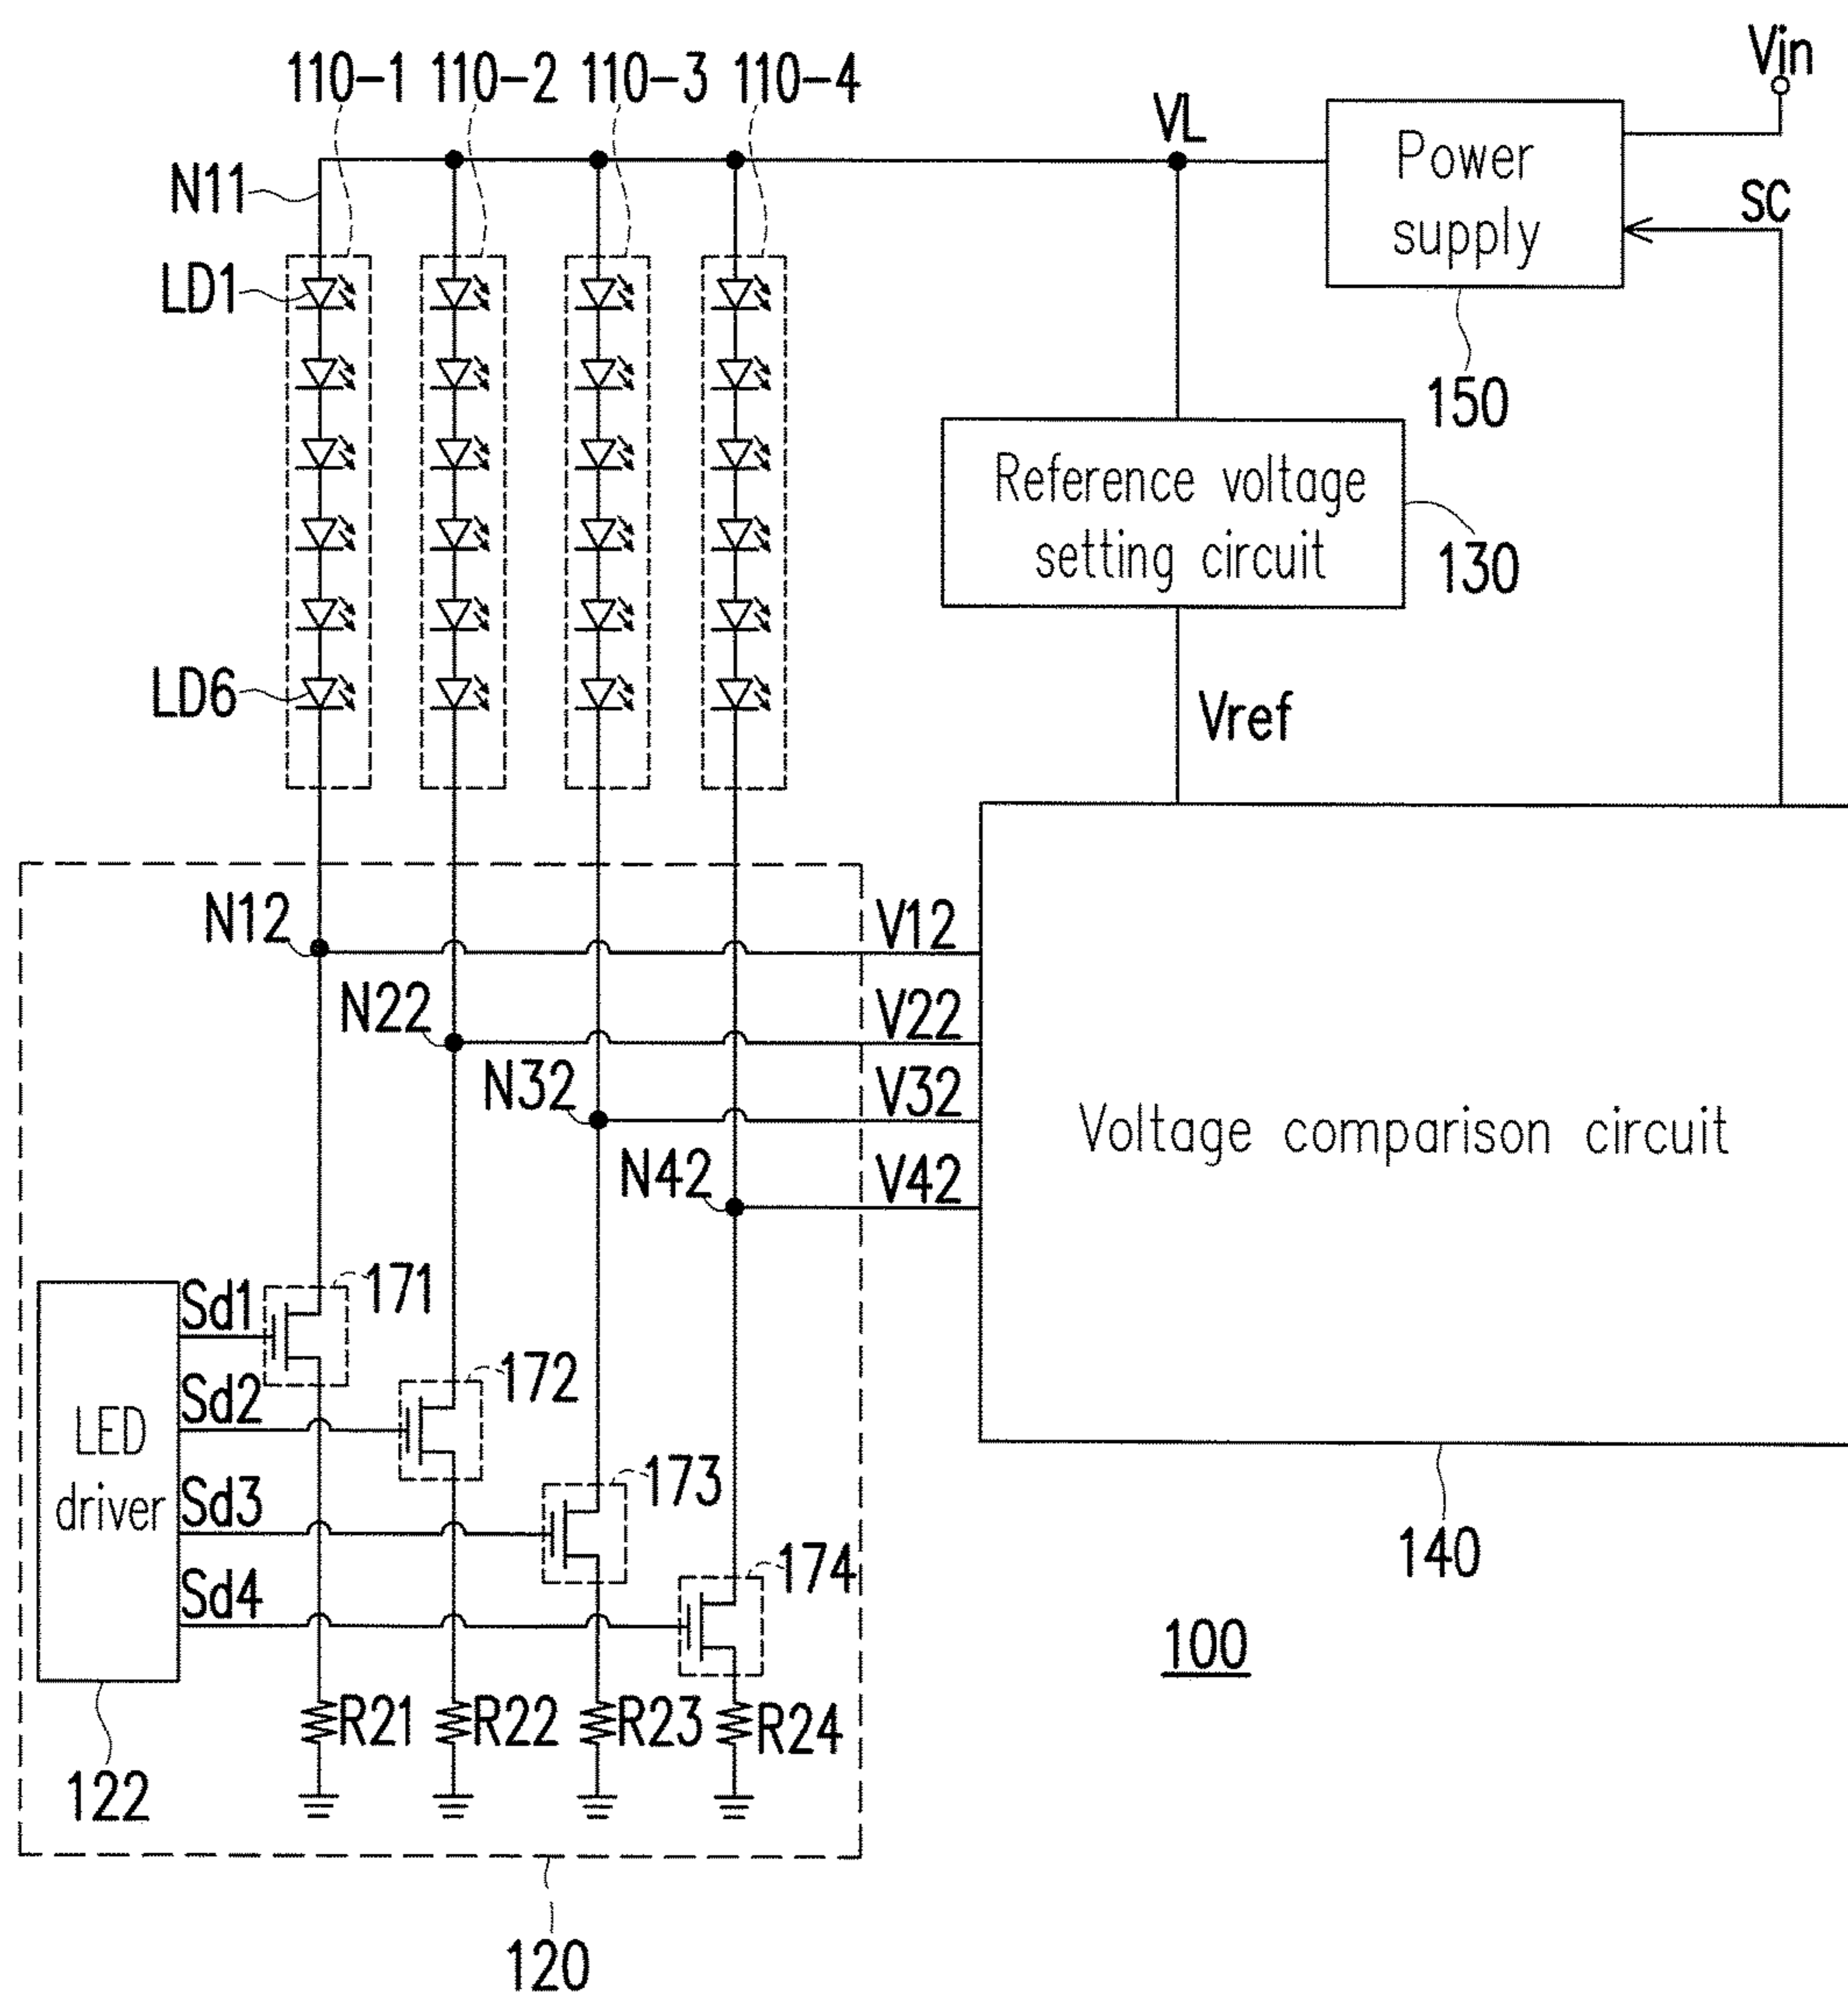 110-1 110-2 110-3 110-4
Vin
VL
N11
Power
supply
SC
LD1
150
Reference voltage
setting circuit
130
LD6
Vref
N12
V12
N22
V22
N32
V32
N42
V42
Voltage comparison circuit
Sd1
171
Sd2
172
LED
driver
Sd3
173
Sd4
174
140
100
R21
R22
R23
R24
122
120